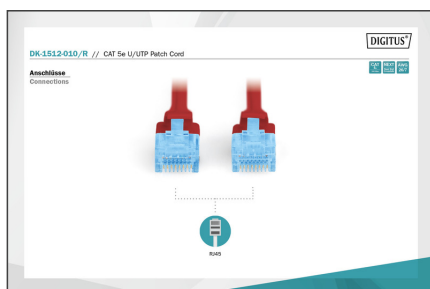 DIGITUS®
DK-1512-010/R // CAT 5e U/UTP Patch Cord
Anschlüsse
Connections
RJ45